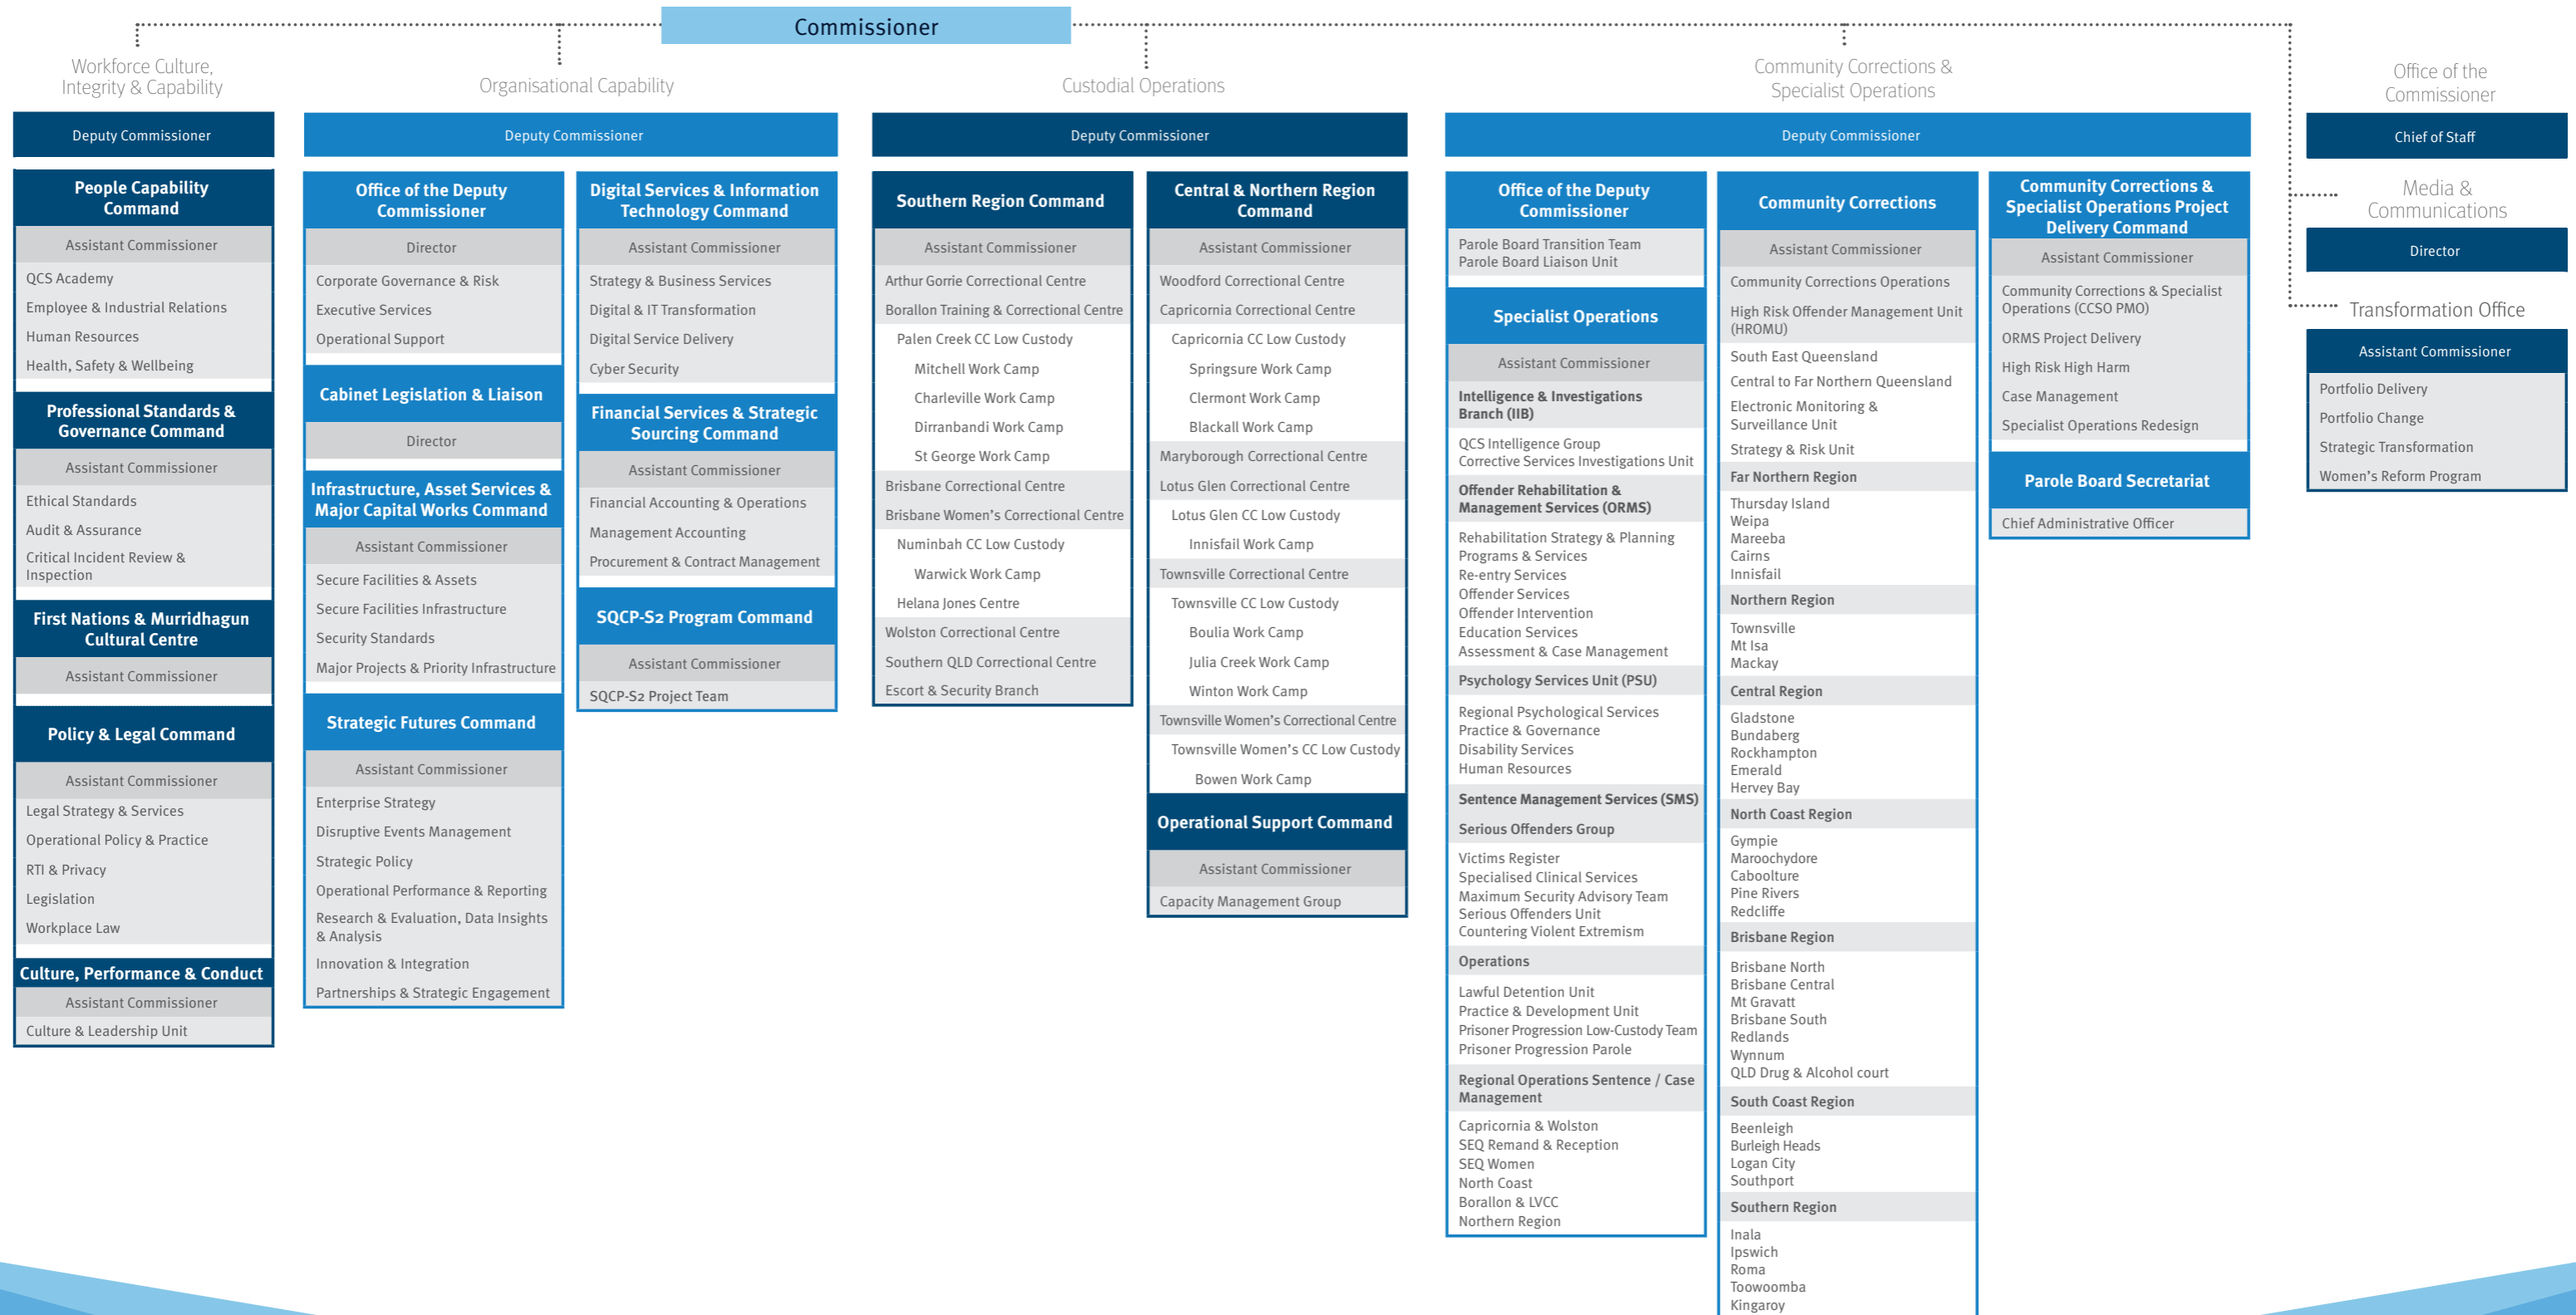 Commissioner
Workforce Culture,
Integrity & Capability
Deputy Commissioner
People Capability
Command
Assistant Commissioner
QCS Academy
Employee & Industrial Relations
Human Resources
Health, Safety & Wellbeing
Professional Standards &
Governance Command
Assistant Commissioner
Ethical Standards
Audit & Assurance
Critical Incident Review &
Inspection
First Nations & Murridhagun
Cultural Centre
Assistant Commissioner
Policy & Legal Command
Assistant Commissioner
Legal Strategy & Services
Operational Policy & Practice
RTI & Privacy
Legislation
Workplace Law
Culture, Performance & Conduct
Assistant Commissioner
Culture & Leadership Unit
Organisational Capability
Deputy Commissioner
Office of the Deputy
Commissioner
Director
Corporate Governance & Risk
Executive Services
Operational Support
Cabinet Legislation & Liaison
Director
Infrastructure, Asset Services &
Major Capital Works Command
Assistant Commissioner
Secure Facilities & Assets
Secure Facilities Infrastructure
Security Standards
Major Projects & Priority Infrastructure
Strategic Futures Command
Assistant Commissioner
Enterprise Strategy
Disruptive Events Management
Strategic Policy
Operational Performance & Reporting
Research & Evaluation, Data Insights
& Analysis
Innovation & Integration
Partnerships & Strategic Engagement
Digital Services & Information
Technology Command
Assistant Commissioner
Strategy & Business Services
Digital & IT Transformation
Digital Service Delivery
Cyber Security
Financial Services & Strategic
Sourcing Command
Assistant Commissioner
Financial Accounting & Operations
Management Accounting
Procurement & Contract Management
SQCP-S2 Program Command
Assistant Commissioner
SQCP-S2 Project Team
Custodial Operations
Deputy Commissioner
Southern Region Command
Assistant Commissioner
Arthur Gorrie Correctional Centre
Borallon Training & Correctional Centre
Palen Creek CC Low Custody
Mitchell Work Camp
Charleville Work Camp
Dirranbandi Work Camp
St George Work Camp
Brisbane Correctional Centre
Brisbane Women's Correctional Centre
Numinbah CC Low Custody
Warwick Work Camp
Helana Jones Centre
Wolston Correctional Centre
Southern QLD Correctional Centre
Escort & Security Branch
Central & Northern Region
Command
Assistant Commissioner
Woodford Correctional Centre
Capricornia Correctional Centre
Capricornia CC Low Custody
Springsure Work Camp
Clermont Work Camp
Blackall Work Camp
Maryborough Correctional Centre
Lotus Glen Correctional Centre
Lotus Glen CC Low Custody
Innisfail Work Camp
Townsville Correctional Centre
Townsville CC Low Custody
Boulia Work Camp
Julia Creek Work Camp
Winton Work Camp
Townsville Women's Correctional Centre
Townsville Women's CC Low Custody
Bowen Work Camp
Operational Support Command
Assistant Commissioner
Capacity Management Group
Community Corrections &
Specialist Operations
Deputy Commissioner
Office of the Deputy
Commissioner
Parole Board Transition Team
Parole Board Liaison Unit
Specialist Operations
Assistant Commissioner
Intelligence & Investigations
Branch (IIB)
QCS Intelligence Group
Corrective Services Investigations Unit
Offender Rehabilitation &
Management Services (ORMS)
Rehabilitation Strategy & Planning
Programs & Services
Re-entry Services
Offender Services
Offender Intervention
Education Services
Assessment & Case Management
Psychology Services Unit (PSU)
Regional Psychological Services
Practice & Governance
Disability Services
Human Resources
Sentence Management Services (SMS)
Serious Offenders Group
Victims Register
Specialised Clinical Services
Maximum Security Advisory Team
Serious Offenders Unit
Countering Violent Extremism
Operations
Lawful Detention Unit
Practice & Development Unit
Prisoner Progression Low-Custody Team
Prisoner Progression Parole
Regional Operations Sentence / Case
Management
Capricornia & Wolston
SEQ Remand & Reception
SEQ Women
North Coast
Borallon & LVCC
Northern Region
Community Corrections
Assistant Commissioner
Community Corrections Operations
High Risk Offender Management Unit
(HROMU)
South East Queensland
Central to Far Northern Queensland
Electronic Monitoring &
Surveillance Unit
Strategy & Risk Unit
Far Northern Region
Thursday Island
Weipa
Mareeba
Cairns
Innisfail
Northern Region
Townsville
Mt Isa
Mackay
Central Region
Gladstone
Bundaberg
Rockhampton
Emerald
Hervey Bay
North Coast Region
Gympie
Maroochydore
Caboolture
Pine Rivers
Redcliffe
Brisbane Region
Brisbane North
Brisbane Central
Mt Gravatt
Brisbane South
Redlands
Wynnum
QLD Drug & Alcohol court
South Coast Region
Beenleigh
Burleigh Heads
Logan City
Southport
Southern Region
Inala
Ipswich
Roma
Toowoomba
Kingaroy
Community Corrections &
Specialist Operations Project
Delivery Command
Assistant Commissioner
Community Corrections & Specialist
Operations (CCSO PMO)
ORMS Project Delivery
High Risk High Harm
Case Management
Specialist Operations Redesign
Parole Board Secretariat
Chief Administrative Officer
Office of the
Commissioner
Chief of Staff
Media &
Communications
Director
Transformation Office
Assistant Commissioner
Portfolio Delivery
Portfolio Change
Strategic Transformation
Women's Reform Program